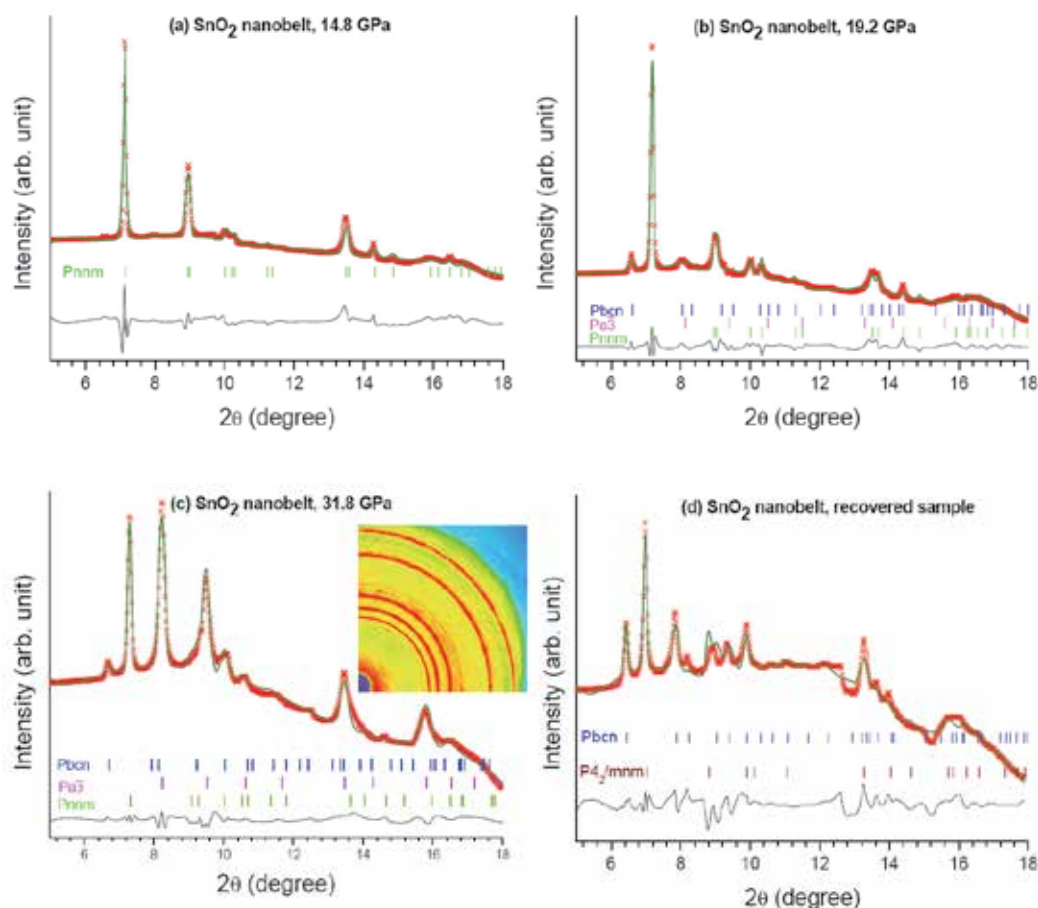 (a) SnO2 nanobelt, 14.8 GPa
Intensity (arb. unit)
Pnnm
6 8 10 12 14 16 18
2θ (degree)
(b) SnO2 nanobelt, 19.2 GPa
Intensity (arb. unit)
Pbcn
Pa3
Pnnm
6 8 10 12 14 16 18
2θ (degree)
(c) SnO2 nanobelt, 31.8 GPa
Intensity (arb. unit)
Pbcn
Pa3̄
Pnnm
6 8 10 12 14 16 18
2θ (degree)
(d) SnO2 nanobelt, recovered sample
Intensity (arb. unit)
Pbcn
P42/mnm
6 8 10 12 14 16 18
2θ (degree)